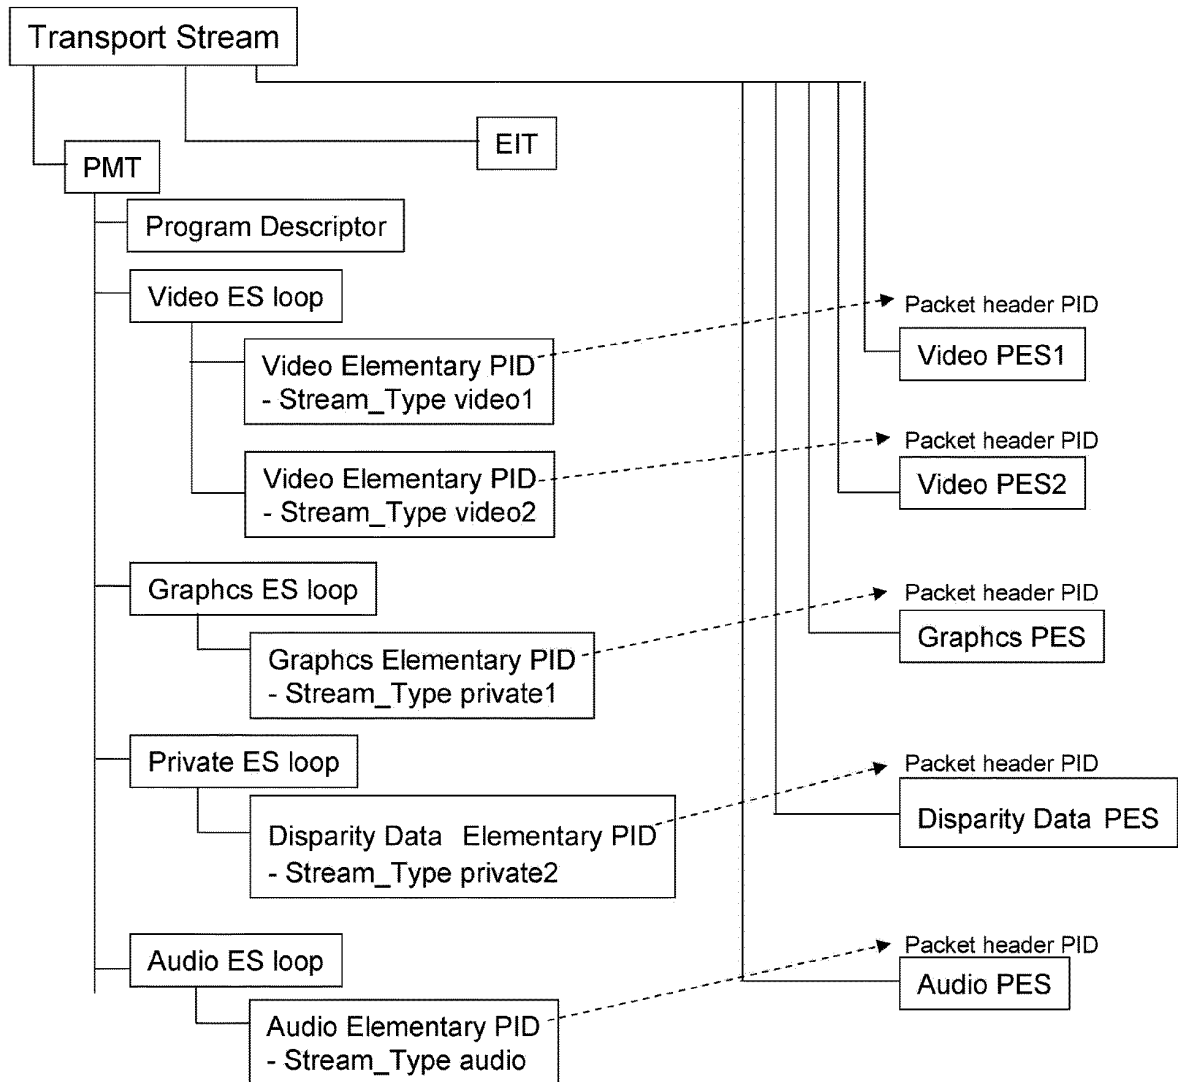 Transport Stream
EIT
PMT
Program Descriptor
Video ES loop
Packet header PID
Video Elementary PID
- Stream_Type video1
Video PES1
Packet header PID
Video Elementary PID
- Stream_Type video2
Video PES2
Graphcs ES loop
Packet header PID
Graphcs Elementary PID
- Stream_Type private1
Graphcs PES
Private ES loop
Packet header PID
Disparity Data Elementary PID
- Stream_Type private2
Disparity Data PES
Audio ES loop
Packet header PID
Audio PES
Audio Elementary PID
- Stream_Type audio